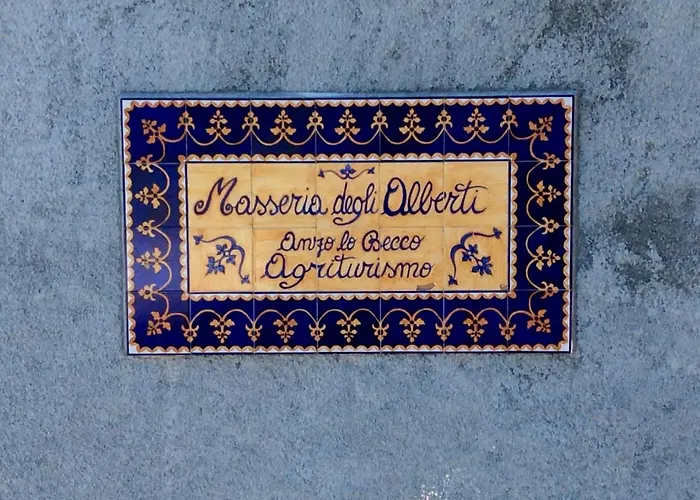 Masseria degli Alberti
Anzo lo Becco
Agriturismo